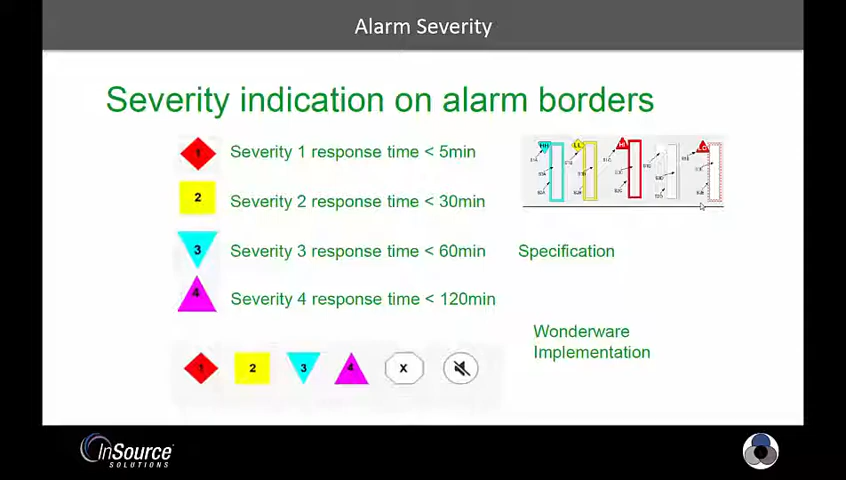 Alarm Severity
Severity indication on alarm borders
1 Severity 1 response time < 5min
2 Severity 2 response time < 30min
3 Severity 3 response time < 60min
4 Severity 4 response time < 120min
Specification
Wonderware
Implementation
1 2 3 4 X
InSource
SOLUTIONS